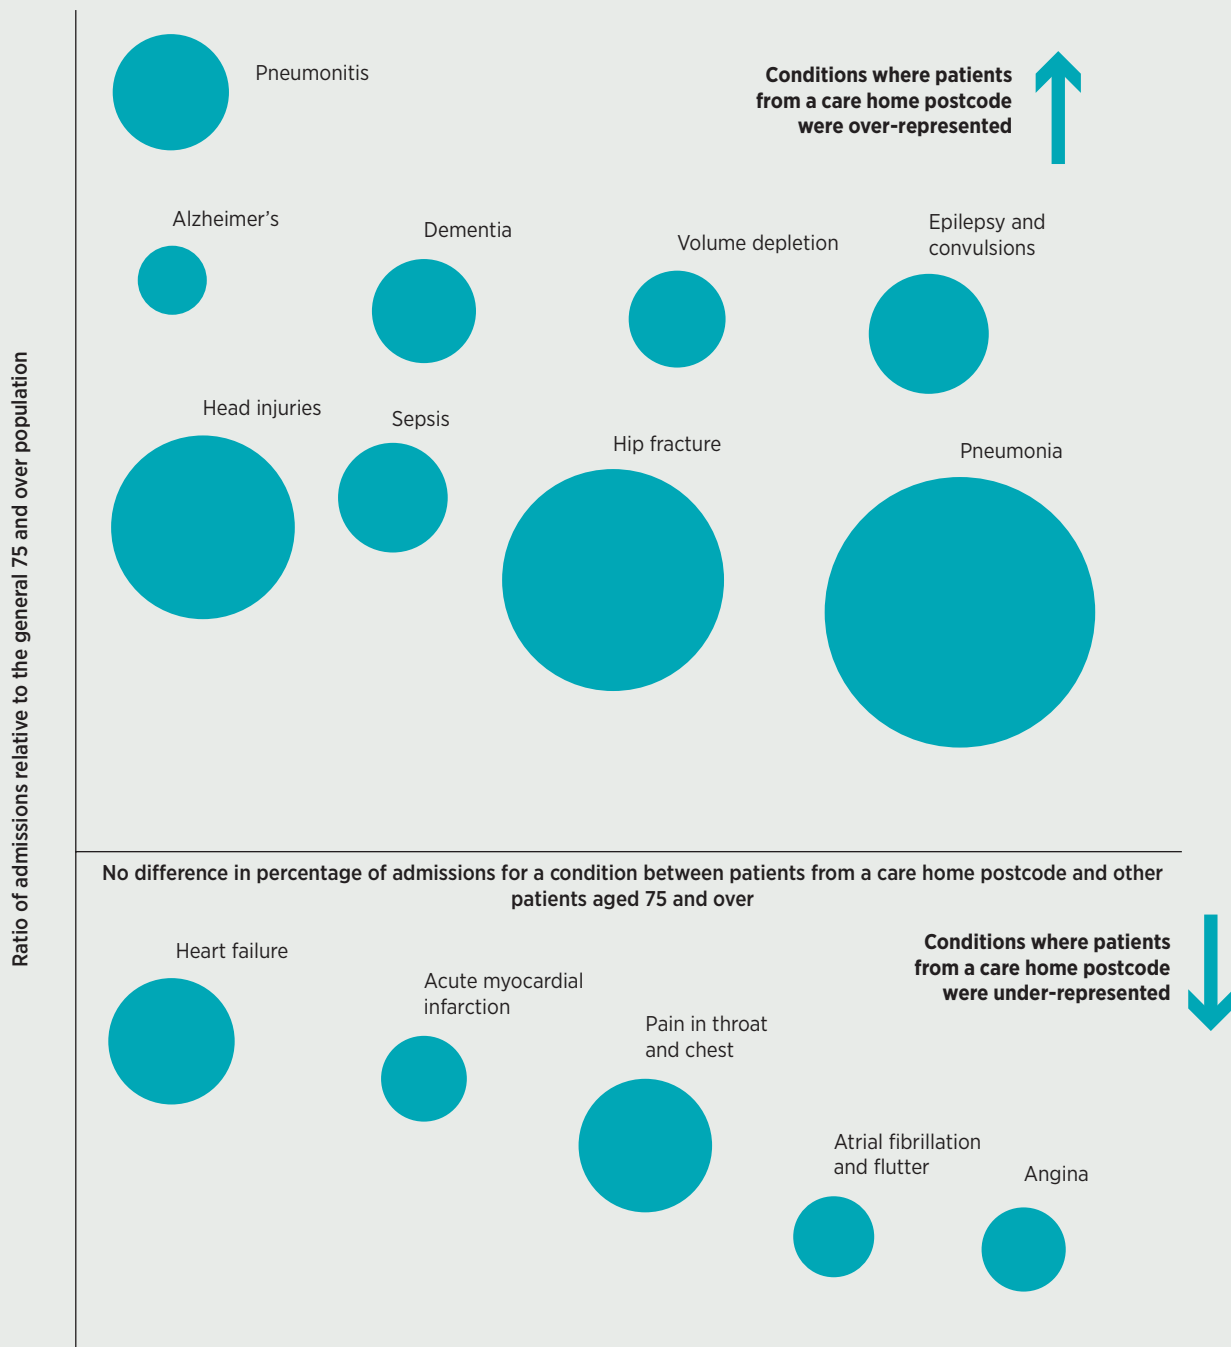 Ratio of admissions relative to the general 75 and over population
Pneumonitis
Conditions where patients
from a care home postcode
were over-represented
Alzheimer’s
Dementia
Volume depletion
Epilepsy and
convulsions
Head injuries
Sepsis
Hip fracture
Pneumonia
No difference in percentage of admissions for a condition between patients from a care home postcode and other
patients aged 75 and over
Heart failure
Conditions where patients
from a care home postcode
were under-represented
Acute myocardial
infarction
Pain in throat
and chest
Atrial fibrillation
and flutter
Angina